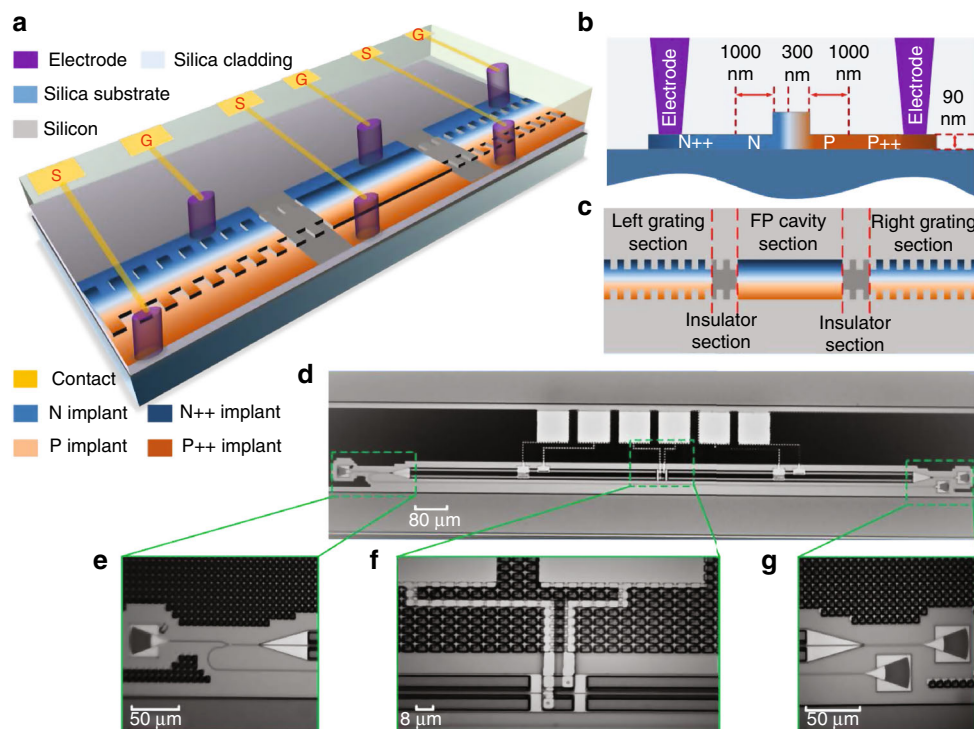 a
Electrode
Silica cladding
Silica substrate
Silicon
S
G
S
G
S
G
Contact
N implant
N++ implant
P implant
P++ implant
b
1000 nm
300 nm
1000 nm
Electrode
Electrode
90 nm
N++
N
P
P++
c
Left grating section
FP cavity section
Right grating section
Insulator section
Insulator section
d
80 μm
e
50 μm
f
8 μm
g
50 μm